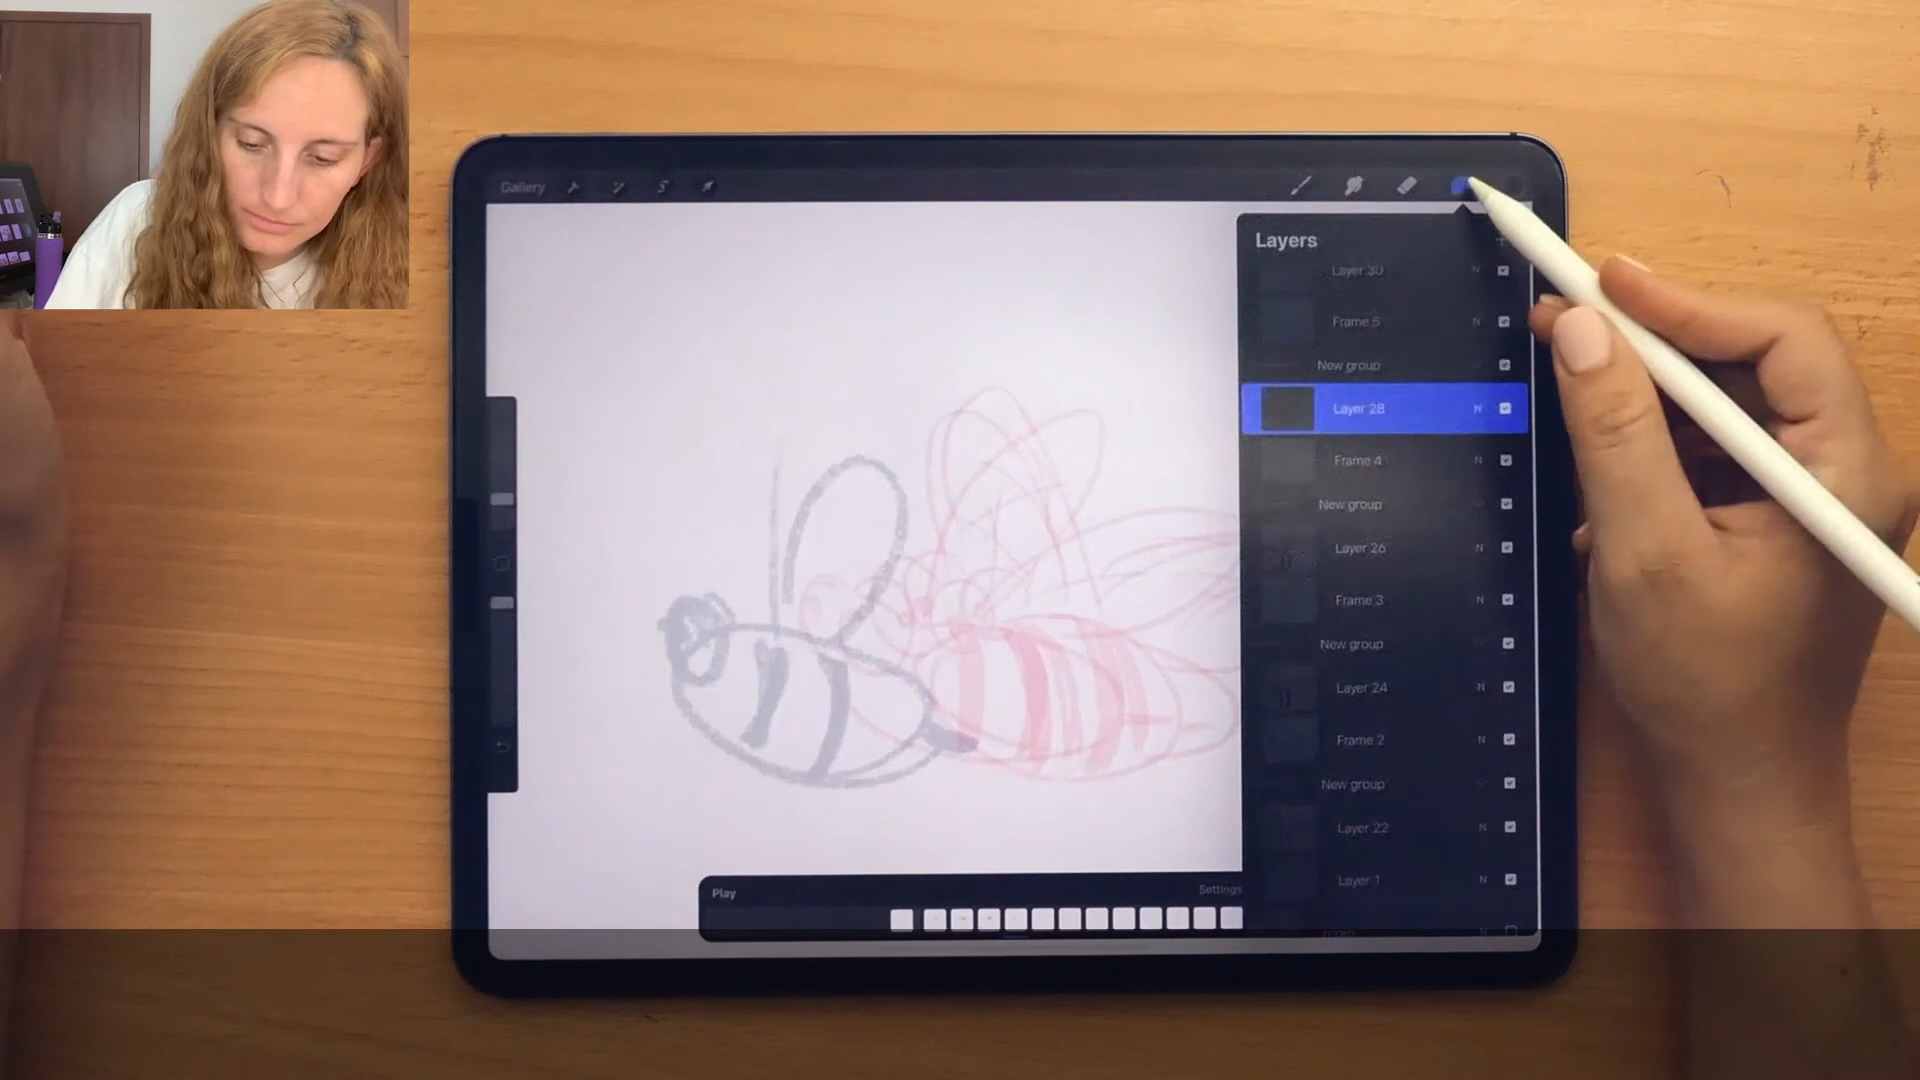 Gallery
Layers
Layer 30 N
Frame 5 N
New group
Layer 28 N
Frame 4 N
New group
Layer 26 N
Frame 3 N
New group
Layer 24 N
Frame 2 N
New group
Layer 22 N
Layer 1 N
Play Settings